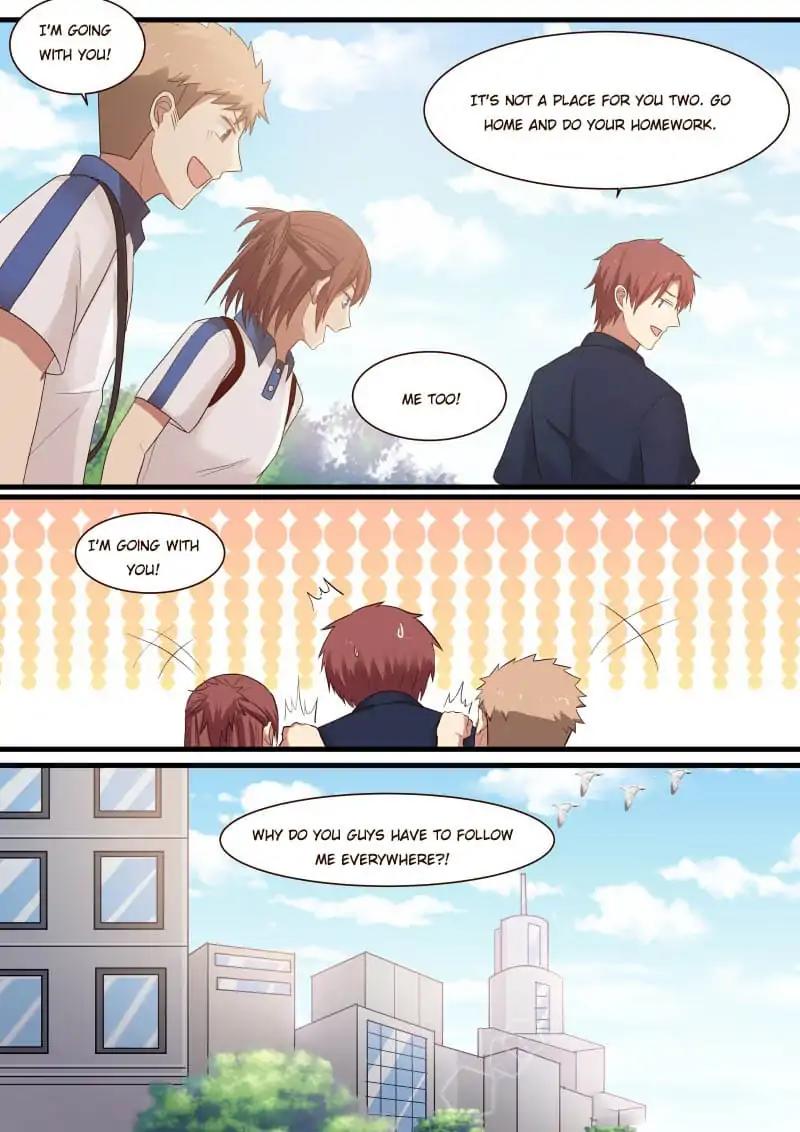 I'M GOING
WITH YOU!
IT'S NOT A PLACE FOR YOU TWO. GO
HOME AND DO YOUR HOMEWORK.
ME TOO!
I'M GOING WITH
YOU!
WHY DO YOU GUYS HAVE TO FOLLOW
ME EVERYWHERE?!